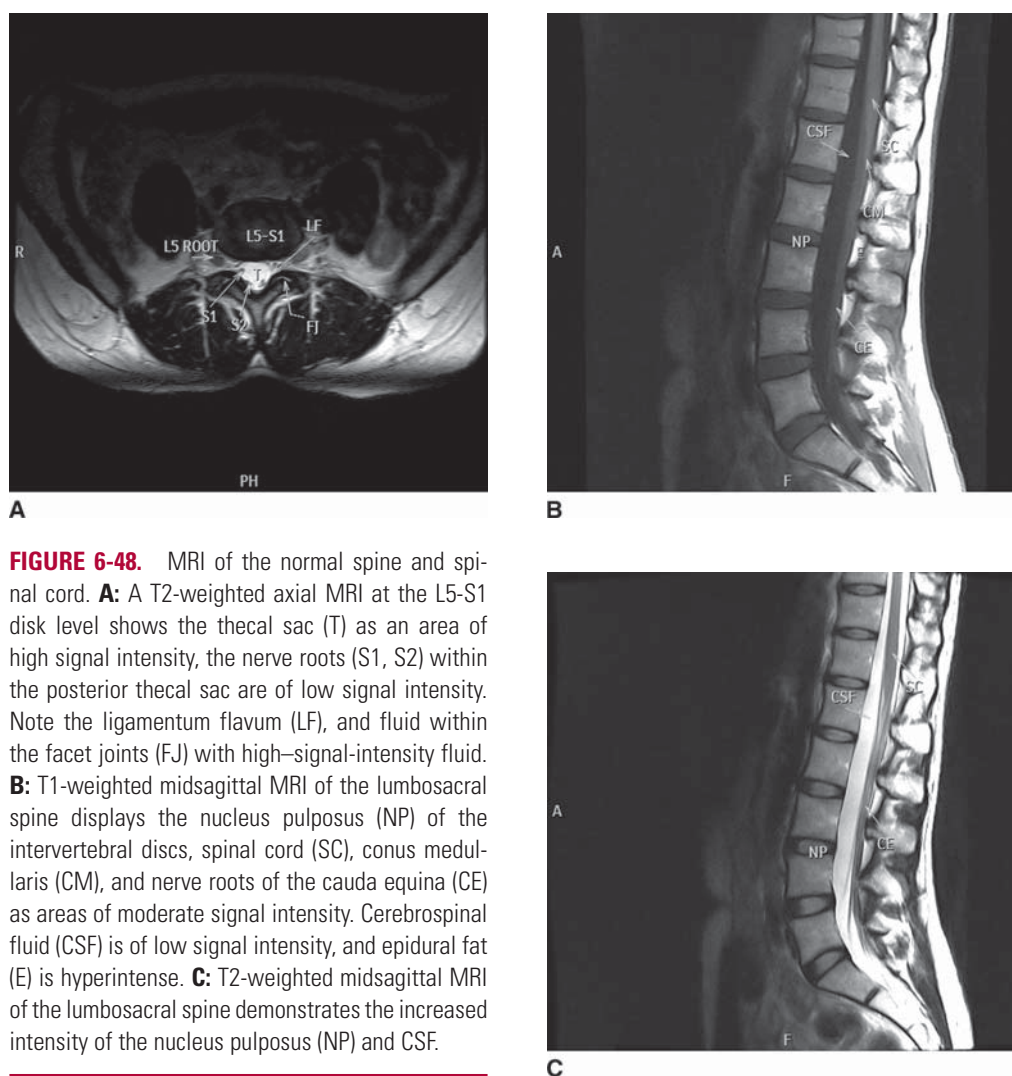 R
L5 ROOT
L5-S1
LF
T
S1
S2
FJ
PH
A
A
CSF
SC
CM
NP
E
CE
F
B
FIGURE 6-48. MRI of the normal spine and spi-
nal cord. A: A T2-weighted axial MRI at the L5-S1
disk level shows the thecal sac (T) as an area of
high signal intensity, the nerve roots (S1, S2) within
the posterior thecal sac are of low signal intensity.
Note the ligamentum flavum (LF), and fluid within
the facet joints (FJ) with high–signal-intensity fluid.
B: T1-weighted midsagittal MRI of the lumbosacral
spine displays the nucleus pulposus (NP) of the
intervertebral discs, spinal cord (SC), conus medul-
laris (CM), and nerve roots of the cauda equina (CE)
as areas of moderate signal intensity. Cerebrospinal
fluid (CSF) is of low signal intensity, and epidural fat
(E) is hyperintense. C: T2-weighted midsagittal MRI
of the lumbosacral spine demonstrates the increased
intensity of the nucleus pulposus (NP) and CSF.
A
CSF
SC
NP
CE
F
C